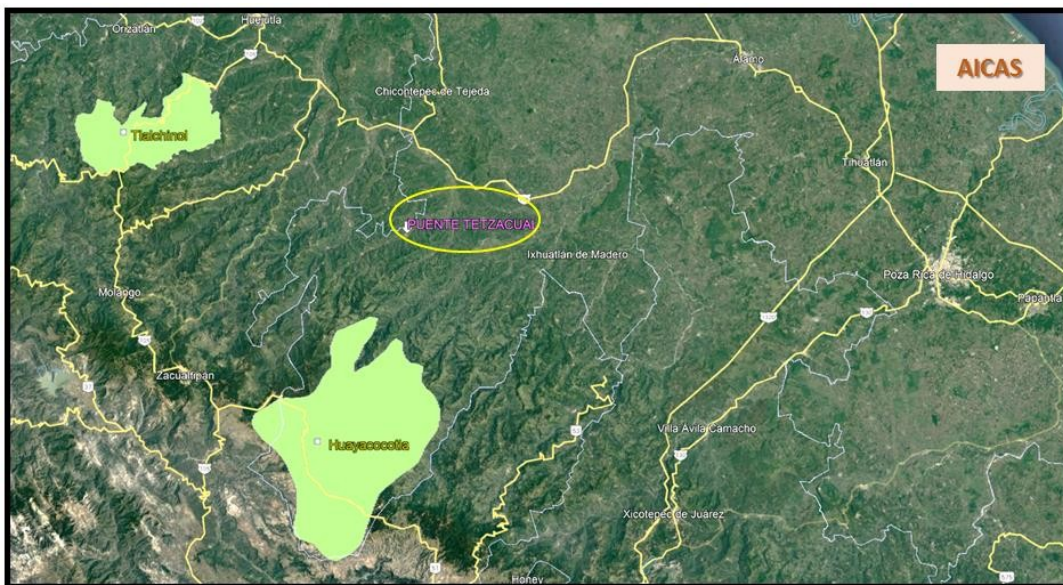 Orizatlán
Huejutla
AICAS
Álamo
Chicontepec de Tejeda
Tlalchinol
Tihuatlán
PUENTE TETZACUAL
Ixhuatlán de Madero
Poza Rica de Hidalgo
Papantla
Molango
Zacualtipán
Villa Ávila Camacho
Huayacocotla
Xicotepec de Juárez
Honey